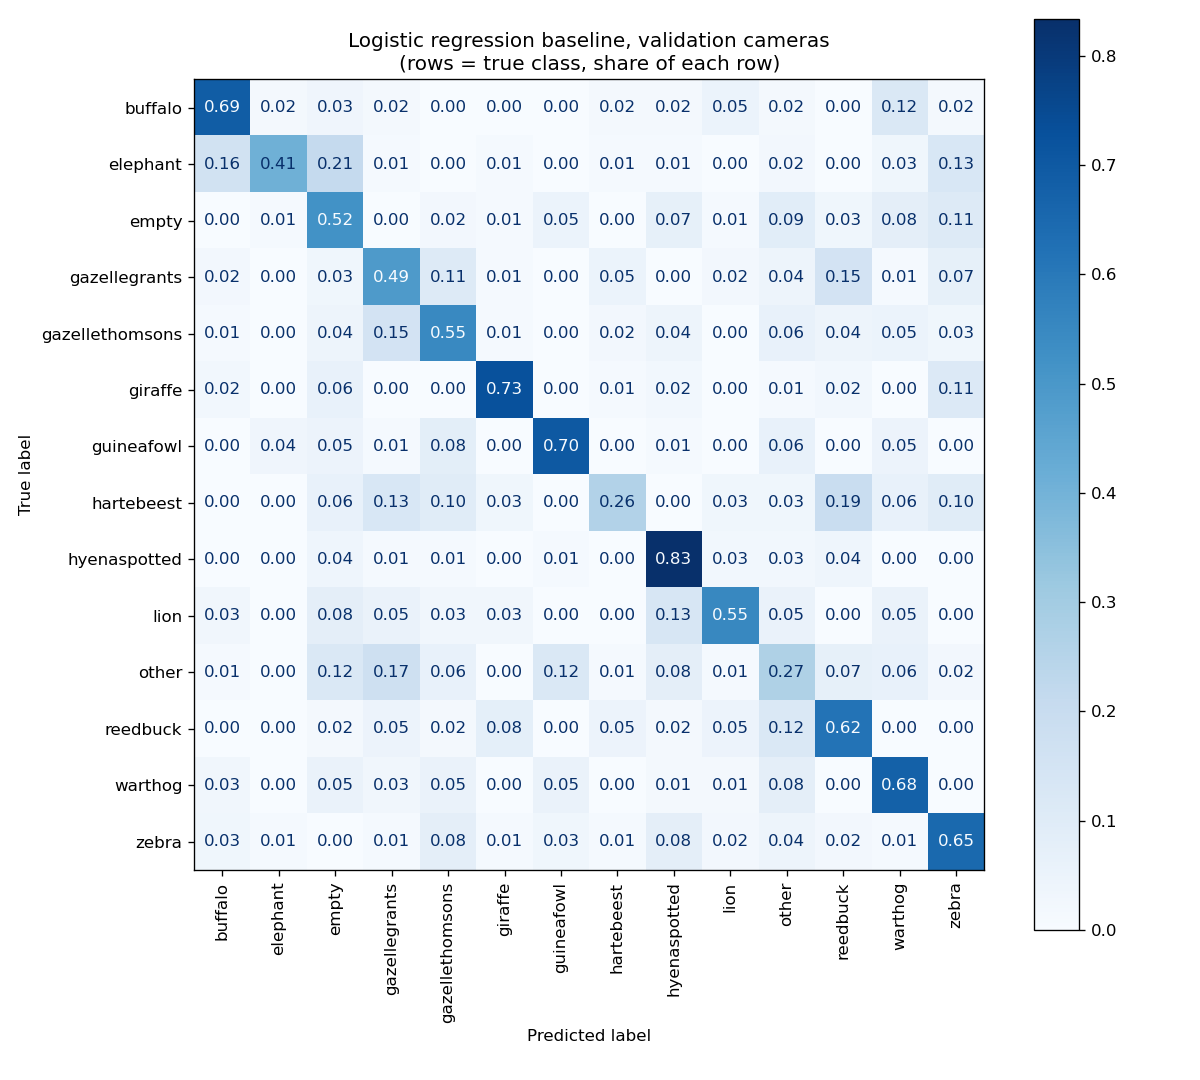 Logistic regression baseline, validation cameras
(rows = true class, share of each row)
buffalo 0.69 0.02 0.03 0.02 0.00 0.00 0.00 0.02 0.02 0.05 0.02 0.00 0.12 0.02
elephant 0.16 0.41 0.21 0.01 0.00 0.01 0.00 0.01 0.01 0.00 0.02 0.00 0.03 0.13
empty 0.00 0.01 0.52 0.00 0.02 0.01 0.05 0.00 0.07 0.01 0.09 0.03 0.08 0.11
gazellegrants 0.02 0.00 0.03 0.49 0.11 0.01 0.00 0.05 0.00 0.02 0.04 0.15 0.01 0.07
gazellethomsons 0.01 0.00 0.04 0.15 0.55 0.01 0.00 0.02 0.04 0.00 0.06 0.04 0.05 0.03
giraffe 0.02 0.00 0.06 0.00 0.00 0.73 0.00 0.01 0.02 0.00 0.01 0.02 0.00 0.11
guineafowl 0.00 0.04 0.05 0.01 0.08 0.00 0.70 0.00 0.01 0.00 0.06 0.00 0.05 0.00
hartebeest 0.00 0.00 0.06 0.13 0.10 0.03 0.00 0.26 0.00 0.03 0.03 0.19 0.06 0.10
hyenaspotted 0.00 0.00 0.04 0.01 0.01 0.00 0.01 0.00 0.83 0.03 0.03 0.04 0.00 0.00
lion 0.03 0.00 0.08 0.05 0.03 0.03 0.00 0.00 0.13 0.55 0.05 0.00 0.05 0.00
other 0.01 0.00 0.12 0.17 0.06 0.00 0.12 0.01 0.08 0.01 0.27 0.07 0.06 0.02
reedbuck 0.00 0.00 0.02 0.05 0.02 0.08 0.00 0.05 0.02 0.05 0.12 0.62 0.00 0.00
warthog 0.03 0.00 0.05 0.03 0.05 0.00 0.05 0.00 0.01 0.01 0.08 0.00 0.68 0.00
zebra 0.03 0.01 0.00 0.01 0.08 0.01 0.03 0.01 0.08 0.02 0.04 0.02 0.01 0.65
True label
buffalo
elephant
empty
gazellegrants
gazellethomsons
giraffe
guineafowl
hartebeest
hyenaspotted
lion
other
reedbuck
warthog
zebra
Predicted label
0.8
0.7
0.6
0.5
0.4
0.3
0.2
0.1
0.0